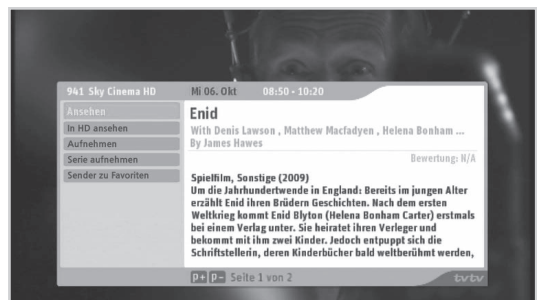 941 Sky Cinema HD
Mi 06. Okt 08:50 - 10:20
Ansehen
In HD ansehen
Aufnehmen
Serie aufnehmen
Sender zu Favoriten
Enid
With Denis Lawson , Matthew Macfadyen , Helena Bonham ...
By James Hawes
Bewertung: N/A
Spielfilm, Sonstige (2009)
Um die Jahrhundertwende in England: Bereits im jungen Alter
erzählt Enid ihren Brüdern Geschichten. Nach dem ersten
Weltkrieg kommt Enid Blyton (Helena Bonham Carter) erstmals
bei einem Verlag unter. Sie heiratet ihren Verleger und
bekommt mit ihm zwei Kinder. Jedoch entpuppt sich die
Schriftstellerin, deren Kinderbücher bald weltberühmt werden,
P+ P- Seite 1 von 2
tvtv